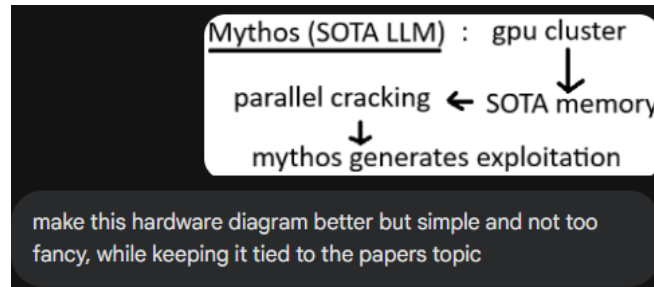 Mythos (SOTA LLM) : gpu cluster
parallel cracking ← SOTA memory
mythos generates exploitation
make this hardware diagram better but simple and not too
fancy, while keeping it tied to the papers topic